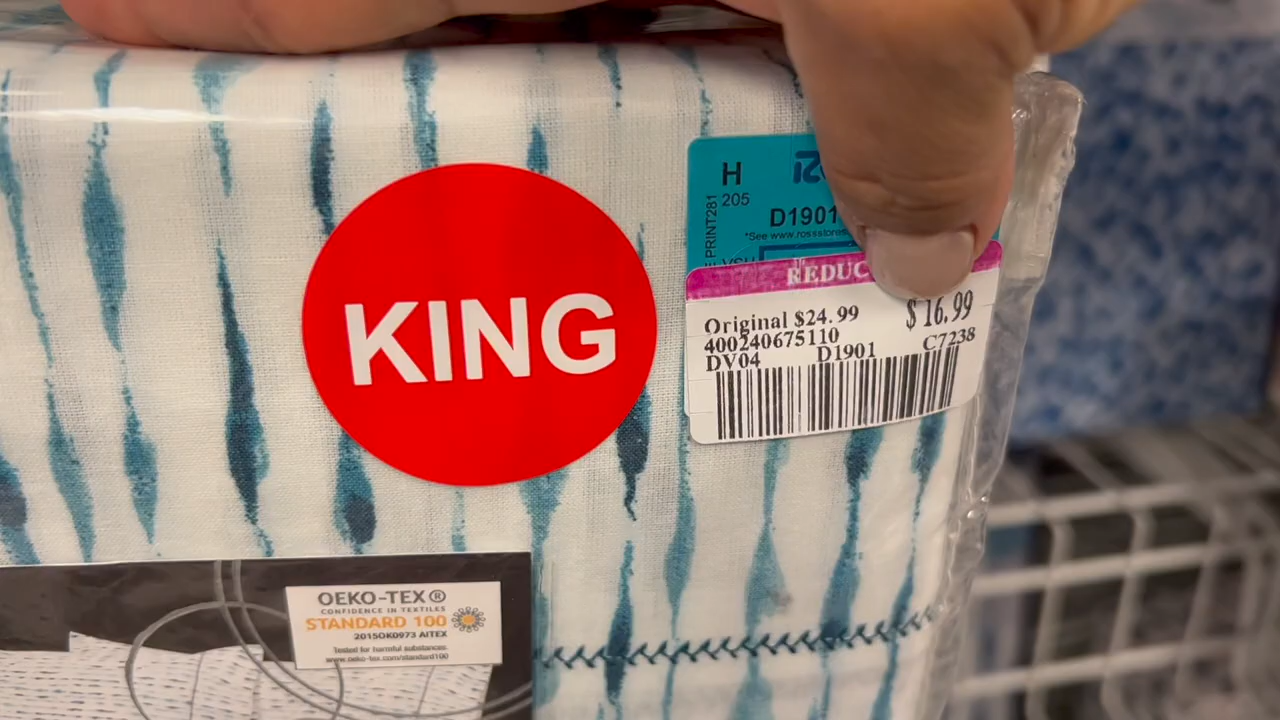 H
205
D1901
*See www.rossstores
PRINT281
REDUC
$16.99
Original $24.99
400240675110
DV04 D1901 C7238
KING
OEKO-TEX®
CONFIDENCE IN TEXTILES
STANDARD 100
2015OK0973 AITEX
Tested for harmful substances.
www.oeko-tex.com/standard100